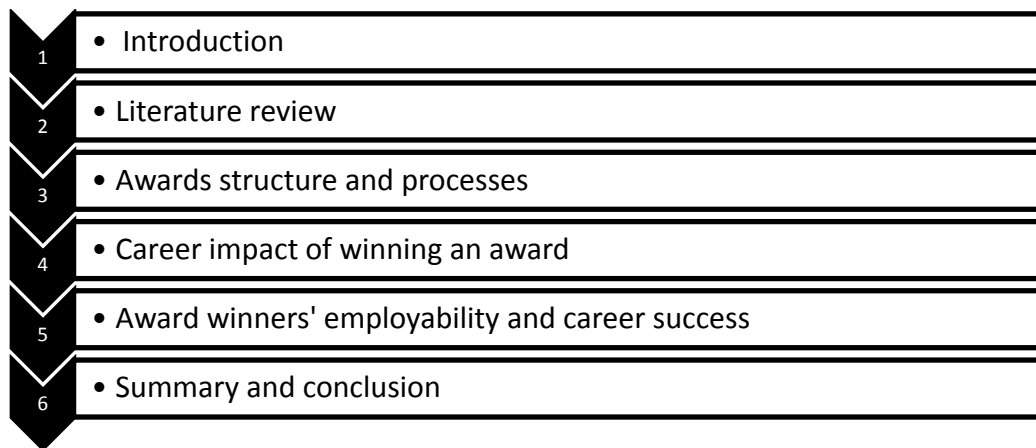 1 • Introduction
2 • Literature review
3 • Awards structure and processes
4 • Career impact of winning an award
5 • Award winners' employability and career success
6 • Summary and conclusion